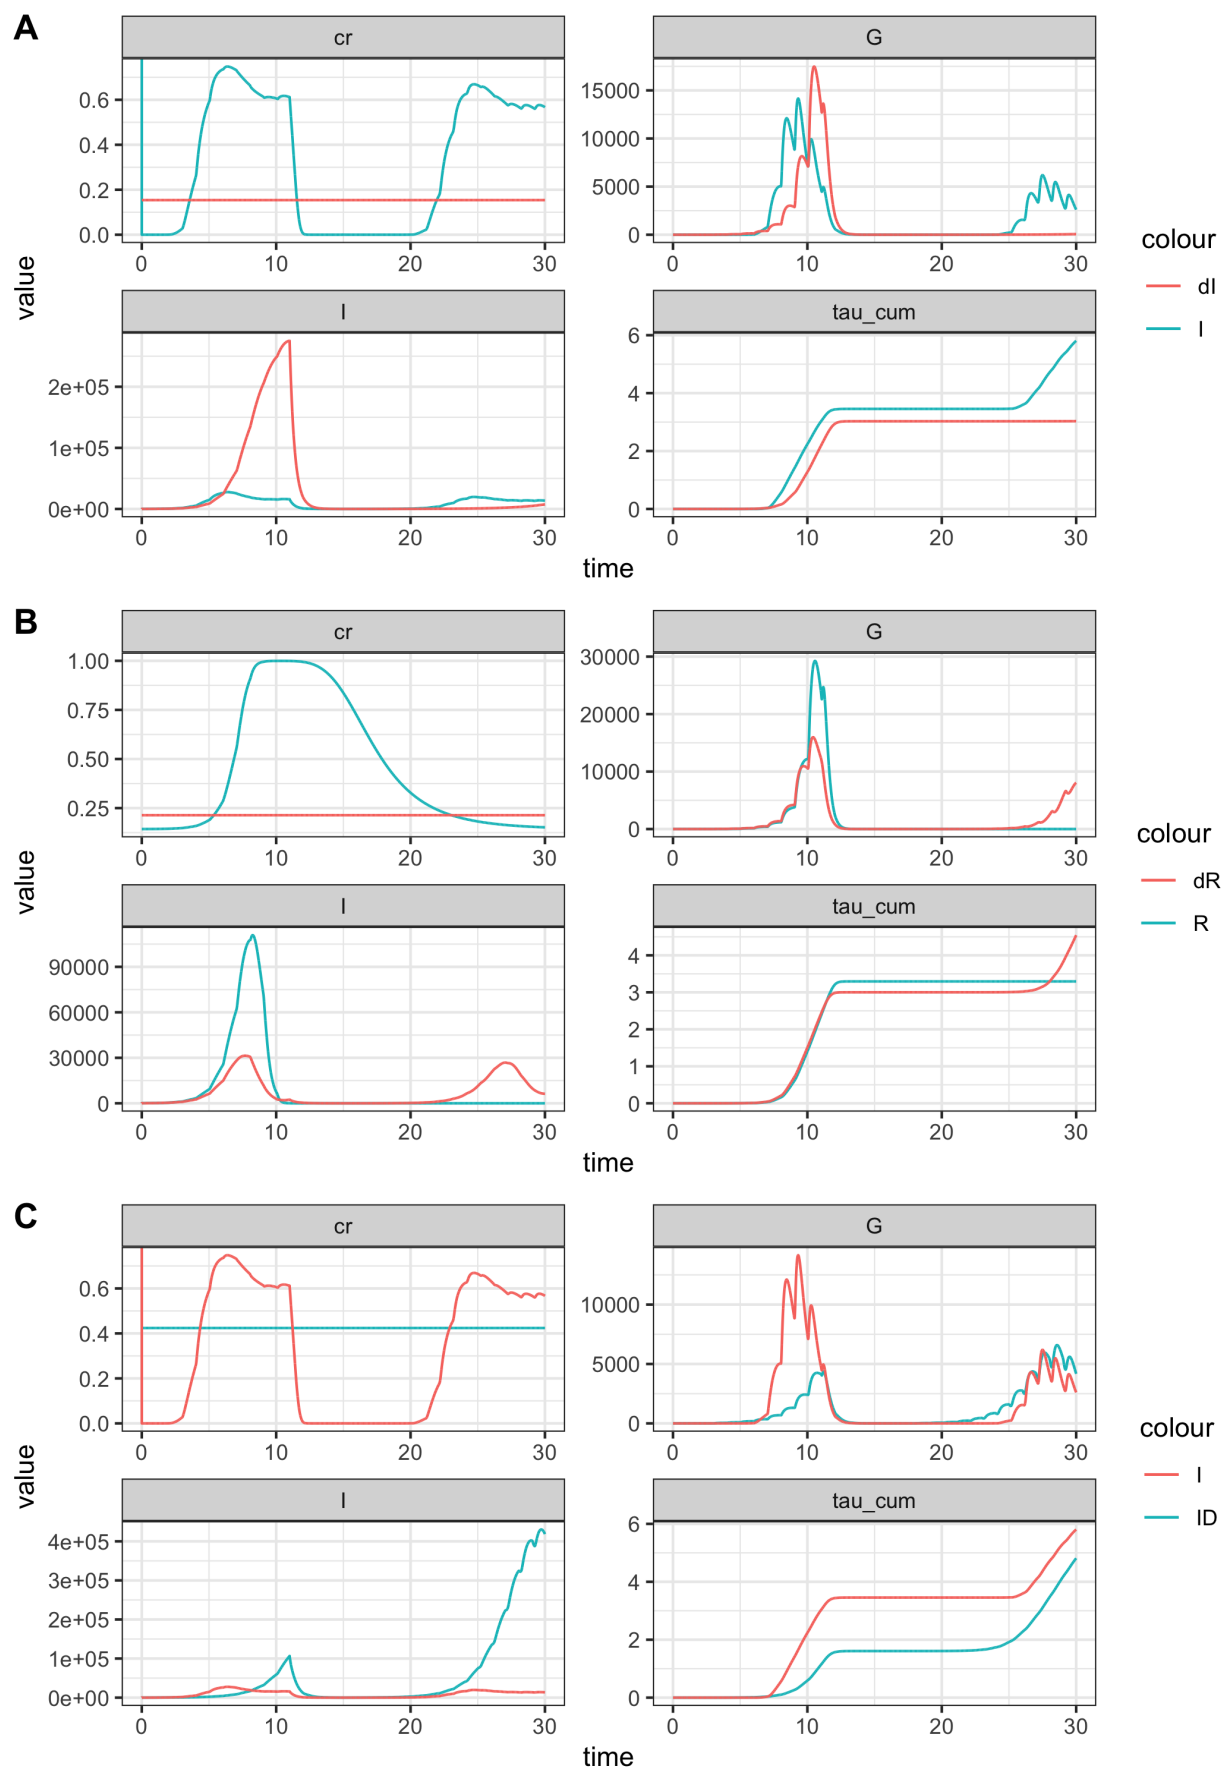 A
cr
G
0.6
0.4
0.2
0.0
15000
10000
5000
0
0 10 20 30
0 10 20 30
I
tau_cum
2e+05
1e+05
0e+00
6
4
2
0
0 10 20 30
0 10 20 30
value
time
colour
dI
I
B
cr
G
1.00
0.75
0.50
0.25
30000
20000
10000
0
0 10 20 30
0 10 20 30
I
tau_cum
90000
60000
30000
0
4
3
2
1
0
0 10 20 30
0 10 20 30
value
time
colour
dR
R
C
cr
G
0.6
0.4
0.2
0.0
10000
5000
0
0 10 20 30
0 10 20 30
I
tau_cum
4e+05
3e+05
2e+05
1e+05
0e+00
6
4
2
0
0 10 20 30
0 10 20 30
value
time
colour
I
ID